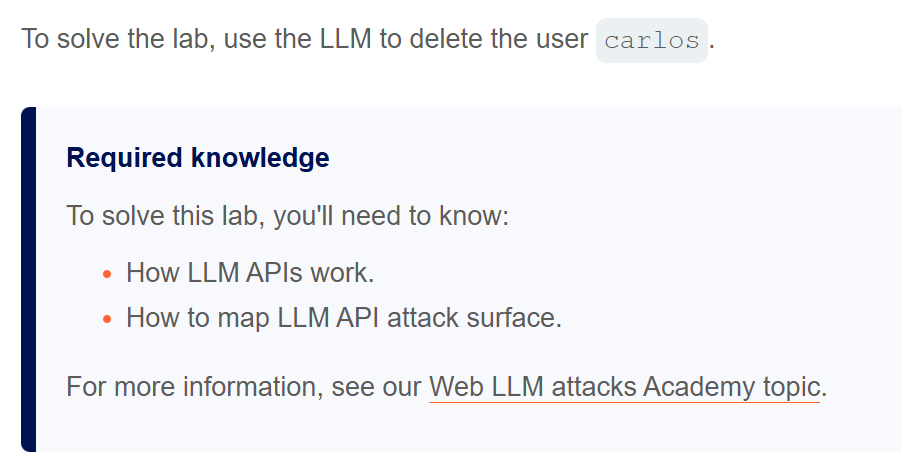 To solve the lab, use the LLM to delete the user carlos.
Required knowledge
To solve this lab, you'll need to know:
How LLM APIs work.
How to map LLM API attack surface.
For more information, see our Web LLM attacks Academy topic.